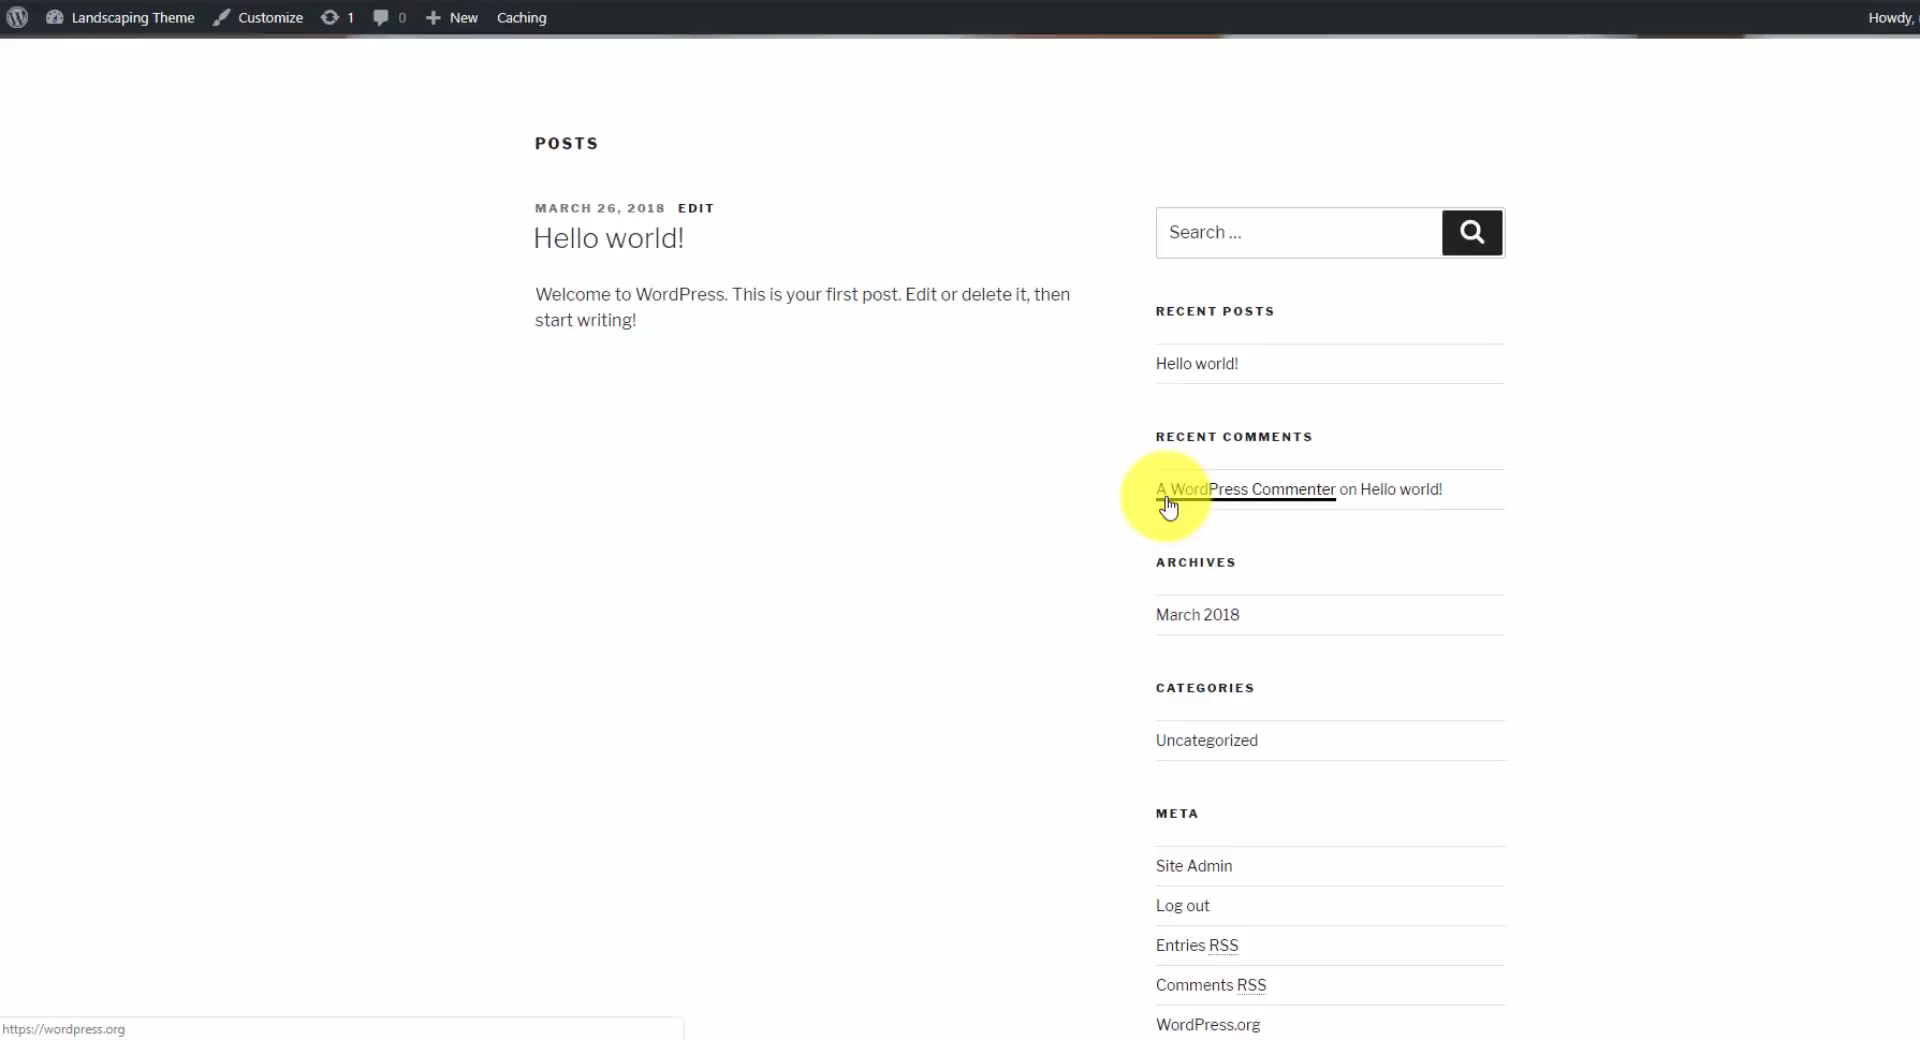 Landscaping Theme Customize 1 0 New Caching Howdy,
POSTS
MARCH 26, 2018 EDIT
Hello world!
Welcome to WordPress. This is your first post. Edit or delete it, then
start writing!
Search …
RECENT POSTS
Hello world!
RECENT COMMENTS
A WordPress Commenter on Hello world!
ARCHIVES
March 2018
CATEGORIES
Uncategorized
META
Site Admin
Log out
Entries RSS
Comments RSS
WordPress.org
https://wordpress.org